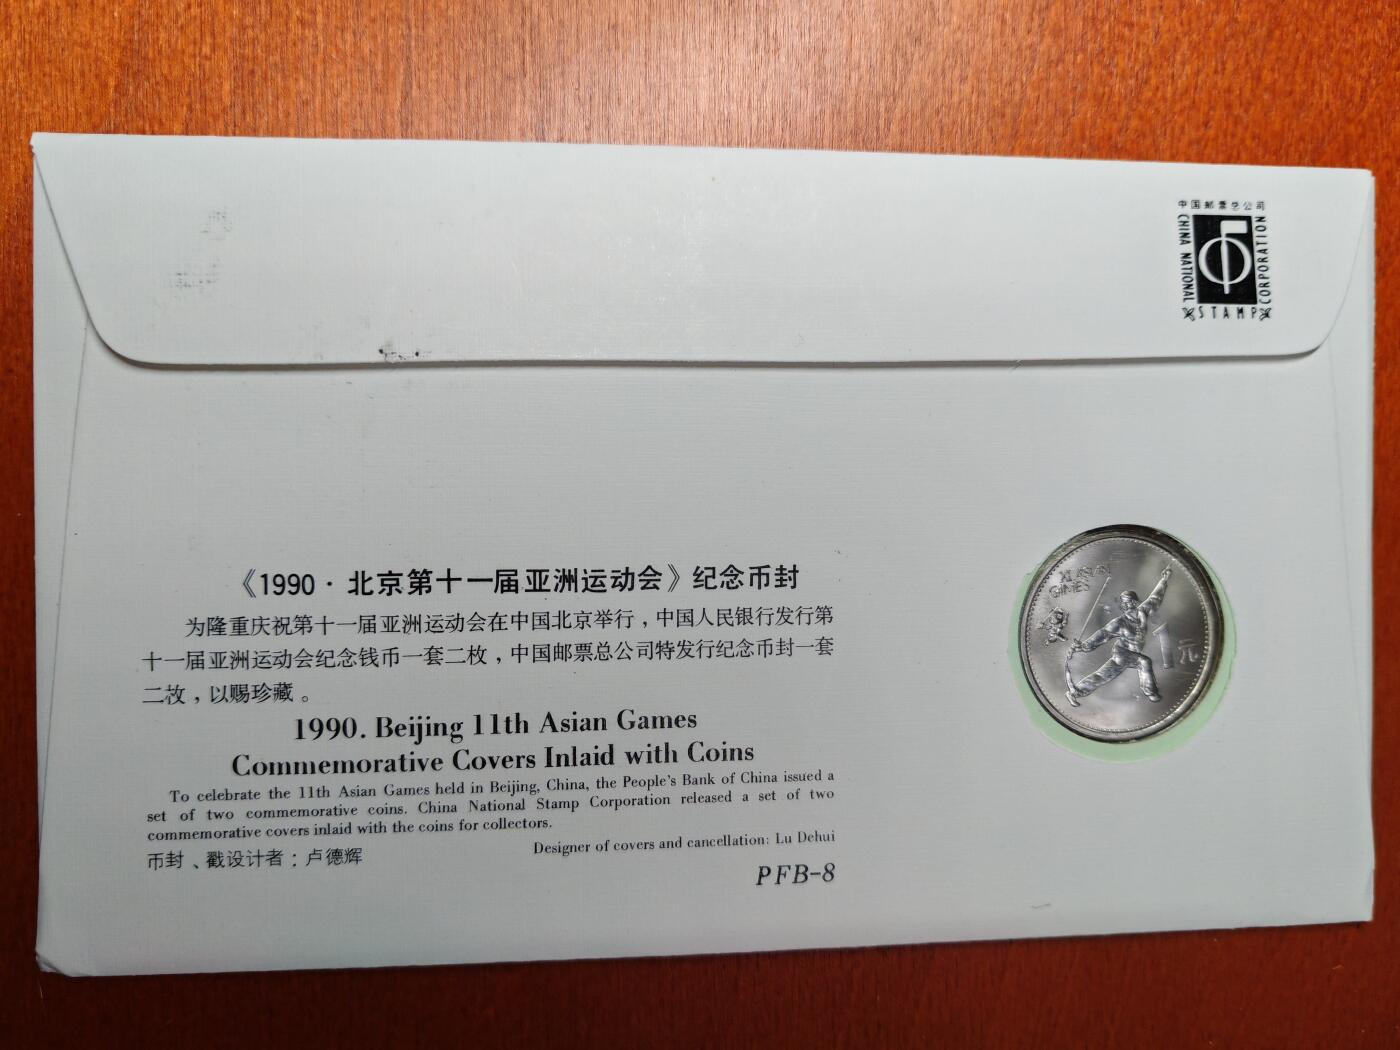 中国邮票总公司
CHINA NATIONAL
STAMP
CORPORATION
《1990·北京第十一届亚洲运动会》纪念币封
为隆重庆祝第十一届亚洲运动会在中国北京举行，中国人民银行发行第
十一届亚洲运动会纪念钱币一套二枚，中国邮票总公司特发行纪念币封一套
二枚，以赐珍藏。
1990. Beijing 11th Asian Games
Commemorative Covers Inlaid with Coins
To celebrate the 11th Asian Games held in Beijing, China, the People's Bank of China issued a
set of two commemorative coins. China National Stamp Corporation released a set of two
commemorative covers inlaid with the coins for collectors.
Designer of covers and cancellation: Lu Dehui
币封、戳设计者：卢德辉
PFB-8
XI ASIAN
GAMES
1元